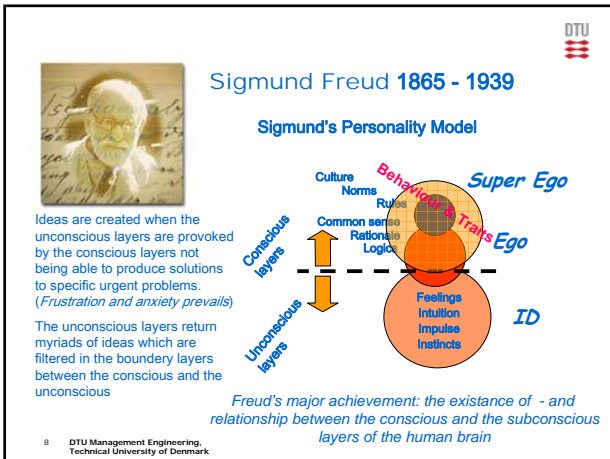 DTU
Sigmund Freud 1865 - 1939
Sigmund's Personality Model
Culture
Norms
Rules
Common sense
Rationale
Logics
Behaviour & Traits
Super Ego
Ego
ID
Conscious
layers
Unconscious
layers
Feelings
Intuition
Impulse
Instincts
Ideas are created when the
unconscious layers are provoked
by the conscious layers not
being able to produce solutions
to specific urgent problems.
(Frustration and anxiety prevails)
The unconscious layers return
myriads of ideas which are
filtered in the boundery layers
between the conscious and the
unconscious
Freud's major achievement: the existance of - and
relationship between the conscious and the subconscious
layers of the human brain
8 DTU Management Engineering,
Technical University of Denmark